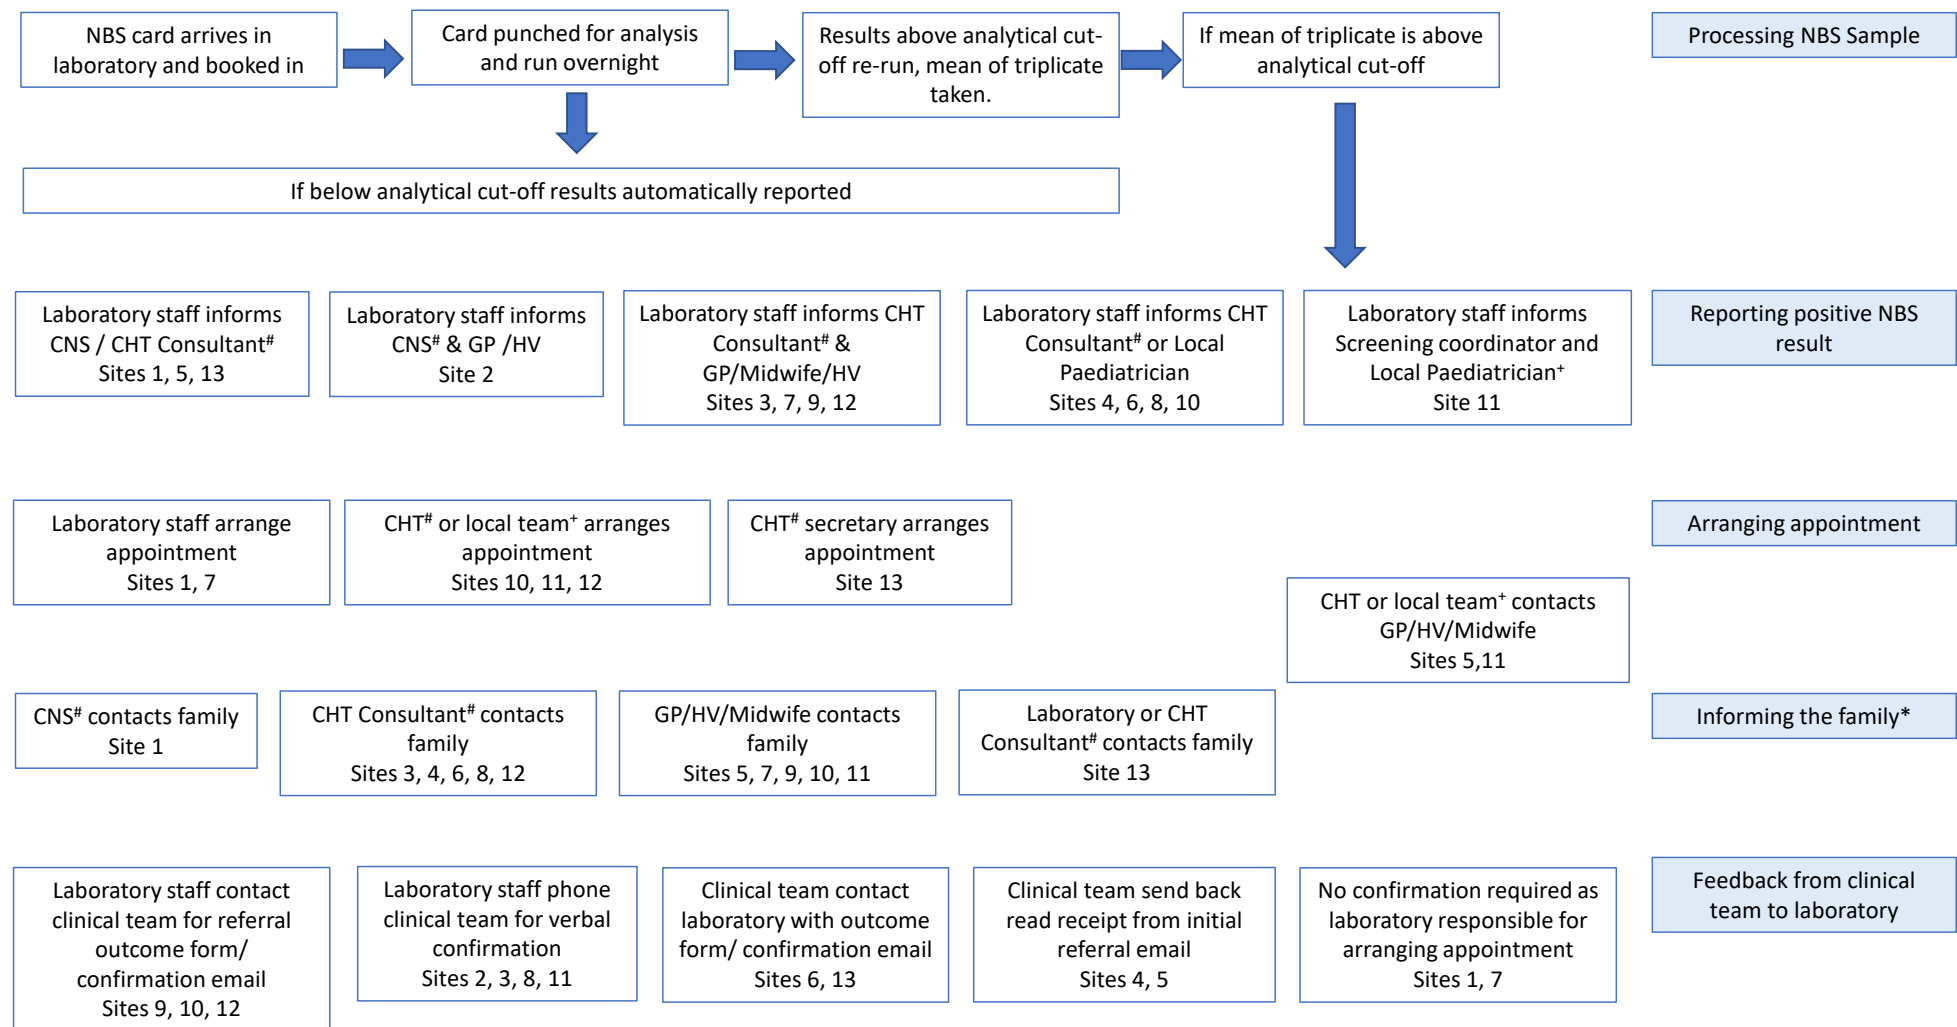 NBS card arrives in
laboratory and booked in
Card punched for analysis
and run overnight
Results above analytical cut-
off re-run, mean of triplicate
taken.
If mean of triplicate is above
analytical cut-off
Processing NBS Sample
If below analytical cut-off results automatically reported
Laboratory staff informs
CNS / CHT Consultant#
Sites 1, 5, 13
Laboratory staff informs
CNS# & GP /HV
Site 2
Laboratory staff informs CHT
Consultant# &
GP/Midwife/HV
Sites 3, 7, 9, 12
Laboratory staff informs CHT
Consultant# or Local
Paediatrician
Sites 4, 6, 8, 10
Laboratory staff informs
Screening coordinator and
Local Paediatrician+
Site 11
Reporting positive NBS
result
Laboratory staff arrange
appointment
Sites 1, 7
CHT# or local team+ arranges
appointment
Sites 10, 11, 12
CHT# secretary arranges
appointment
Site 13
Arranging appointment
CHT or local team+ contacts
GP/HV/Midwife
Sites 5,11
CNS# contacts family
Site 1
CHT Consultant# contacts
family
Sites 3, 4, 6, 8, 12
GP/HV/Midwife contacts
family
Sites 5, 7, 9, 10, 11
Laboratory or CHT
Consultant# contacts family
Site 13
Informing the family*
Laboratory staff contact
clinical team for referral
outcome form/
confirmation email
Sites 9, 10, 12
Laboratory staff phone
clinical team for verbal
confirmation
Sites 2, 3, 8, 11
Clinical team contact
laboratory with outcome
form/ confirmation email
Sites 6, 13
Clinical team send back
read receipt from initial
referral email
Sites 4, 5
No confirmation required as
laboratory responsible for
arranging appointment
Sites 1, 7
Feedback from clinical
team to laboratory